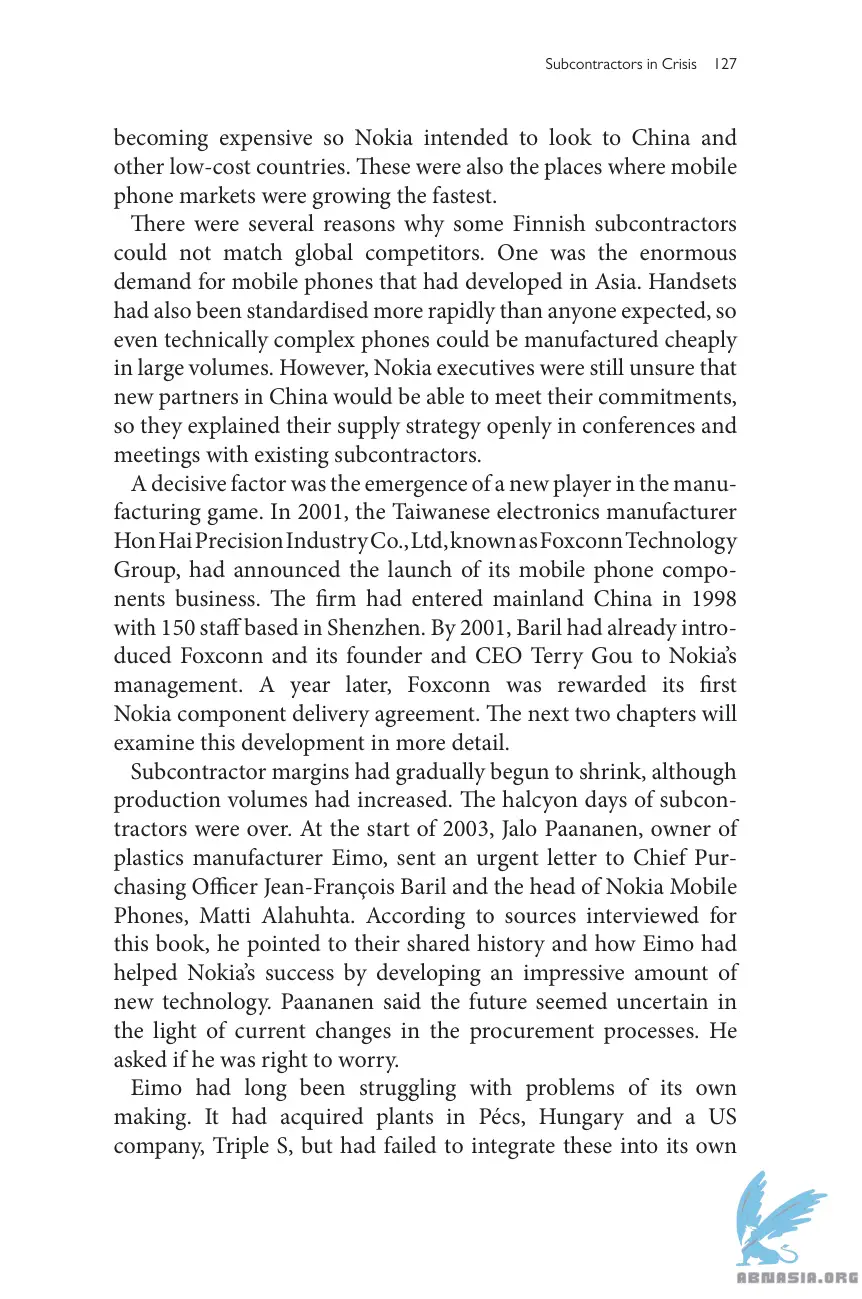 Subcontractors in Crisis 127
becoming expensive so Nokia intended to look to China and
other low-cost countries. These were also the places where mobile
phone markets were growing the fastest.
There were several reasons why some Finnish subcontractors
could not match global competitors. One was the enormous
demand for mobile phones that had developed in Asia. Handsets
had also been standardised more rapidly than anyone expected, so
even technically complex phones could be manufactured cheaply
in large volumes. However, Nokia executives were still unsure that
new partners in China would be able to meet their commitments,
so they explained their supply strategy openly in conferences and
meetings with existing subcontractors.
A decisive factor was the emergence of a new player in the manu-
facturing game. In 2001, the Taiwanese electronics manufacturer
Hon Hai Precision Industry Co., Ltd, known as Foxconn Technology
Group, had announced the launch of its mobile phone compo-
nents business. The firm had entered mainland China in 1998
with 150 staff based in Shenzhen. By 2001, Baril had already intro-
duced Foxconn and its founder and CEO Terry Gou to Nokia’s
management. A year later, Foxconn was rewarded its first
Nokia component delivery agreement. The next two chapters will
examine this development in more detail.
Subcontractor margins had gradually begun to shrink, although
production volumes had increased. The halcyon days of subcon-
tractors were over. At the start of 2003, Jalo Paananen, owner of
plastics manufacturer Eimo, sent an urgent letter to Chief Pur-
chasing Officer Jean-François Baril and the head of Nokia Mobile
Phones, Matti Alahuhta. According to sources interviewed for
this book, he pointed to their shared history and how Eimo had
helped Nokia’s success by developing an impressive amount of
new technology. Paananen said the future seemed uncertain in
the light of current changes in the procurement processes. He
asked if he was right to worry.
Eimo had long been struggling with problems of its own
making. It had acquired plants in Pécs, Hungary and a US
company, Triple S, but had failed to integrate these into its own
ABNASIA.ORG